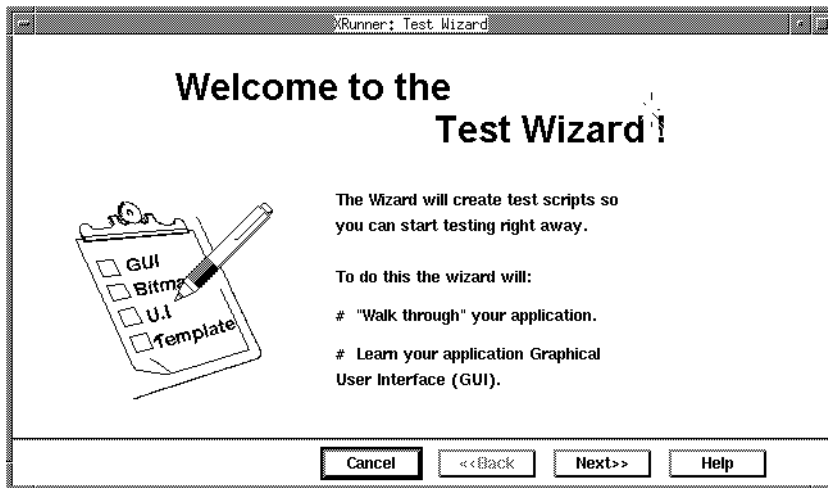 XRunner: Test Wizard
Welcome to the
Test Wizard !
The Wizard will create test scripts so
you can start testing right away.
To do this the wizard will:
# "Walk through" your application.
# Learn your application Graphical
User Interface (GUI).
GUI
Bitma
U.I
Template
Cancel
<<Back
Next>>
Help